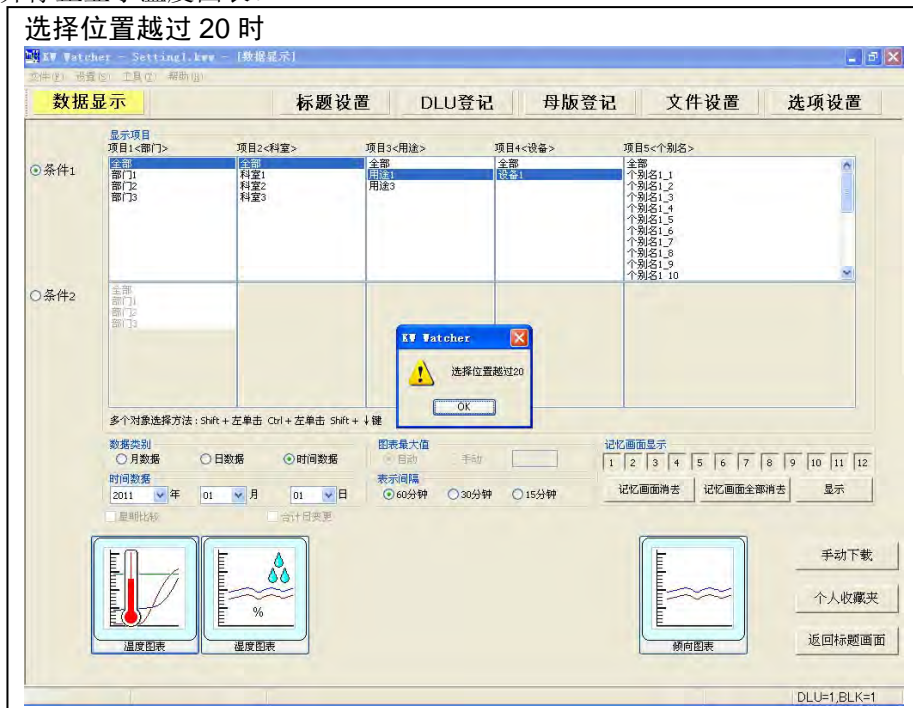 选择位置越过 20 时
KW Watcher - Setting1.kww - [数据显示]
文件(F) 设置(S) 工具(T) 帮助(H)
数据显示 标题设置 DLU登记 母版登记 文件设置 选项设置
显示项目
项目1<部门> 项目2<科室> 项目3<用途> 项目4<设备> 项目5<个别名>
条件1
全部 全部 全部 全部 全部
部门1 科室1 用途1 设备1 个别名1_1
部门2 科室2 用途3 个别名1_2
部门3 科室3 个别名1_3
个别名1_4
个别名1_5
个别名1_6
个别名1_7
个别名1_8
个别名1_9
个别名1_10
条件2
全部
部门1
部门2
部门3
KW Watcher
选择位置越过20
OK
多个对象选择方法：Shift + 左单击 Ctrl + 左单击 Shift + ↓键
数据类别 图表最大值 记忆画面显示
月数据 日数据 时间数据 自动 手动 1 2 3 4 5 6 7 8 9 10 11 12
时间数据 表示间隔
2011 年 01 月 01 日 60分钟 30分钟 15分钟 记忆画面消去 记忆画面全部消去 显示
星期比较 合计日变更
%
温度图表 湿度图表 倾向图表
手动下载
个人收藏夹
返回标题画面
DLU=1,BLK=1